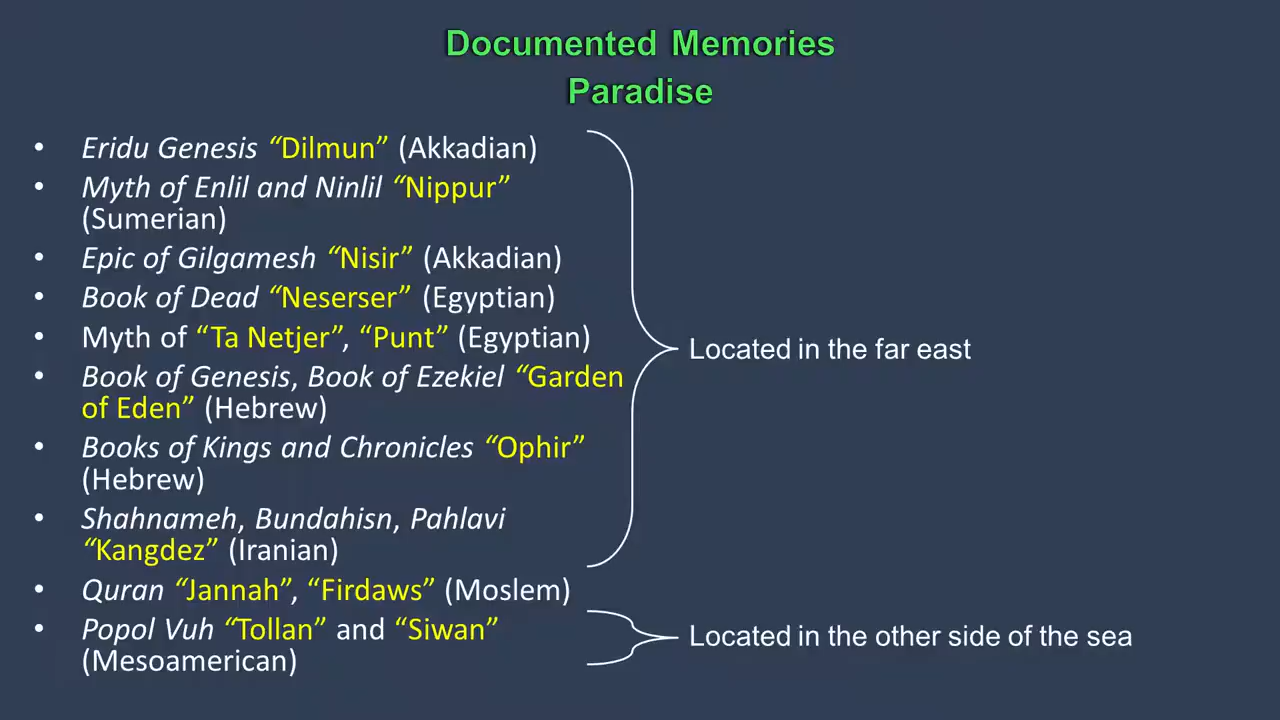 Documented Memories
Paradise
• Eridu Genesis “Dilmun” (Akkadian)
• Myth of Enlil and Ninlil “Nippur”
(Sumerian)
• Epic of Gilgamesh “Nisir” (Akkadian)
• Book of Dead “Neserser” (Egyptian)
• Myth of “Ta Netjer”, “Punt” (Egyptian)
• Book of Genesis, Book of Ezekiel “Garden
of Eden” (Hebrew)
• Books of Kings and Chronicles “Ophir”
(Hebrew)
• Shahnameh, Bundahisn, Pahlavi
“Kangdez” (Iranian)
Located in the far east
• Quran “Jannah”, “Firdaws” (Moslem)
• Popol Vuh “Tollan” and “Siwan”
(Mesoamerican)
Located in the other side of the sea